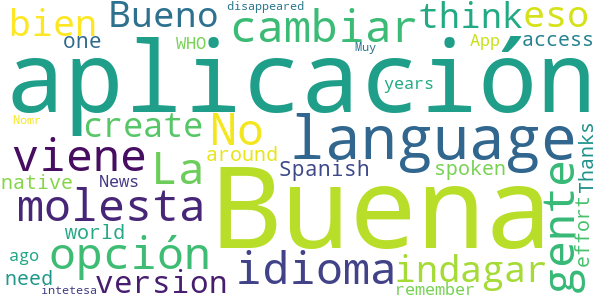 disappeared
bien Bueno cambiar think eso
one WHO Muy App access
aplicación
years
Nomr create No language
viene La around Thanks
native News Spanish spoken
molesta Buena gente
world
ago opción idioma indagar effort
need version
intetesa remember